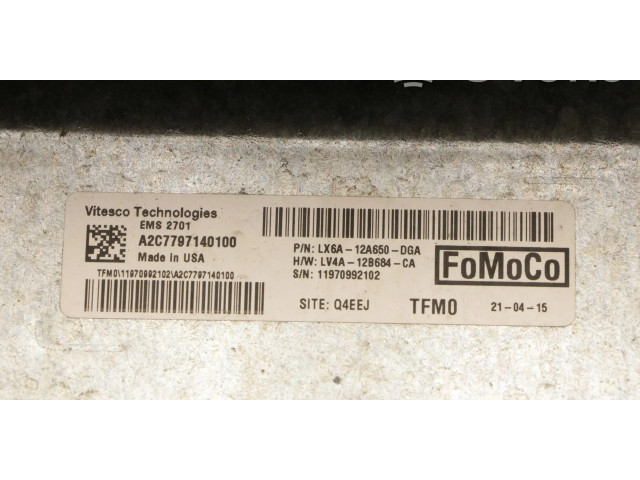 Vitesco Technologies
EMS 2701
A2C7797140100
Made in USA
TFM0\11970992102\A2C7797140100
P/N: LX6A-12A650-DGA
H/W: LV4A-12B684-CA
S/N: 11970992102
FoMoCo
SITE: Q4EEJ
TFM0
21-04-15